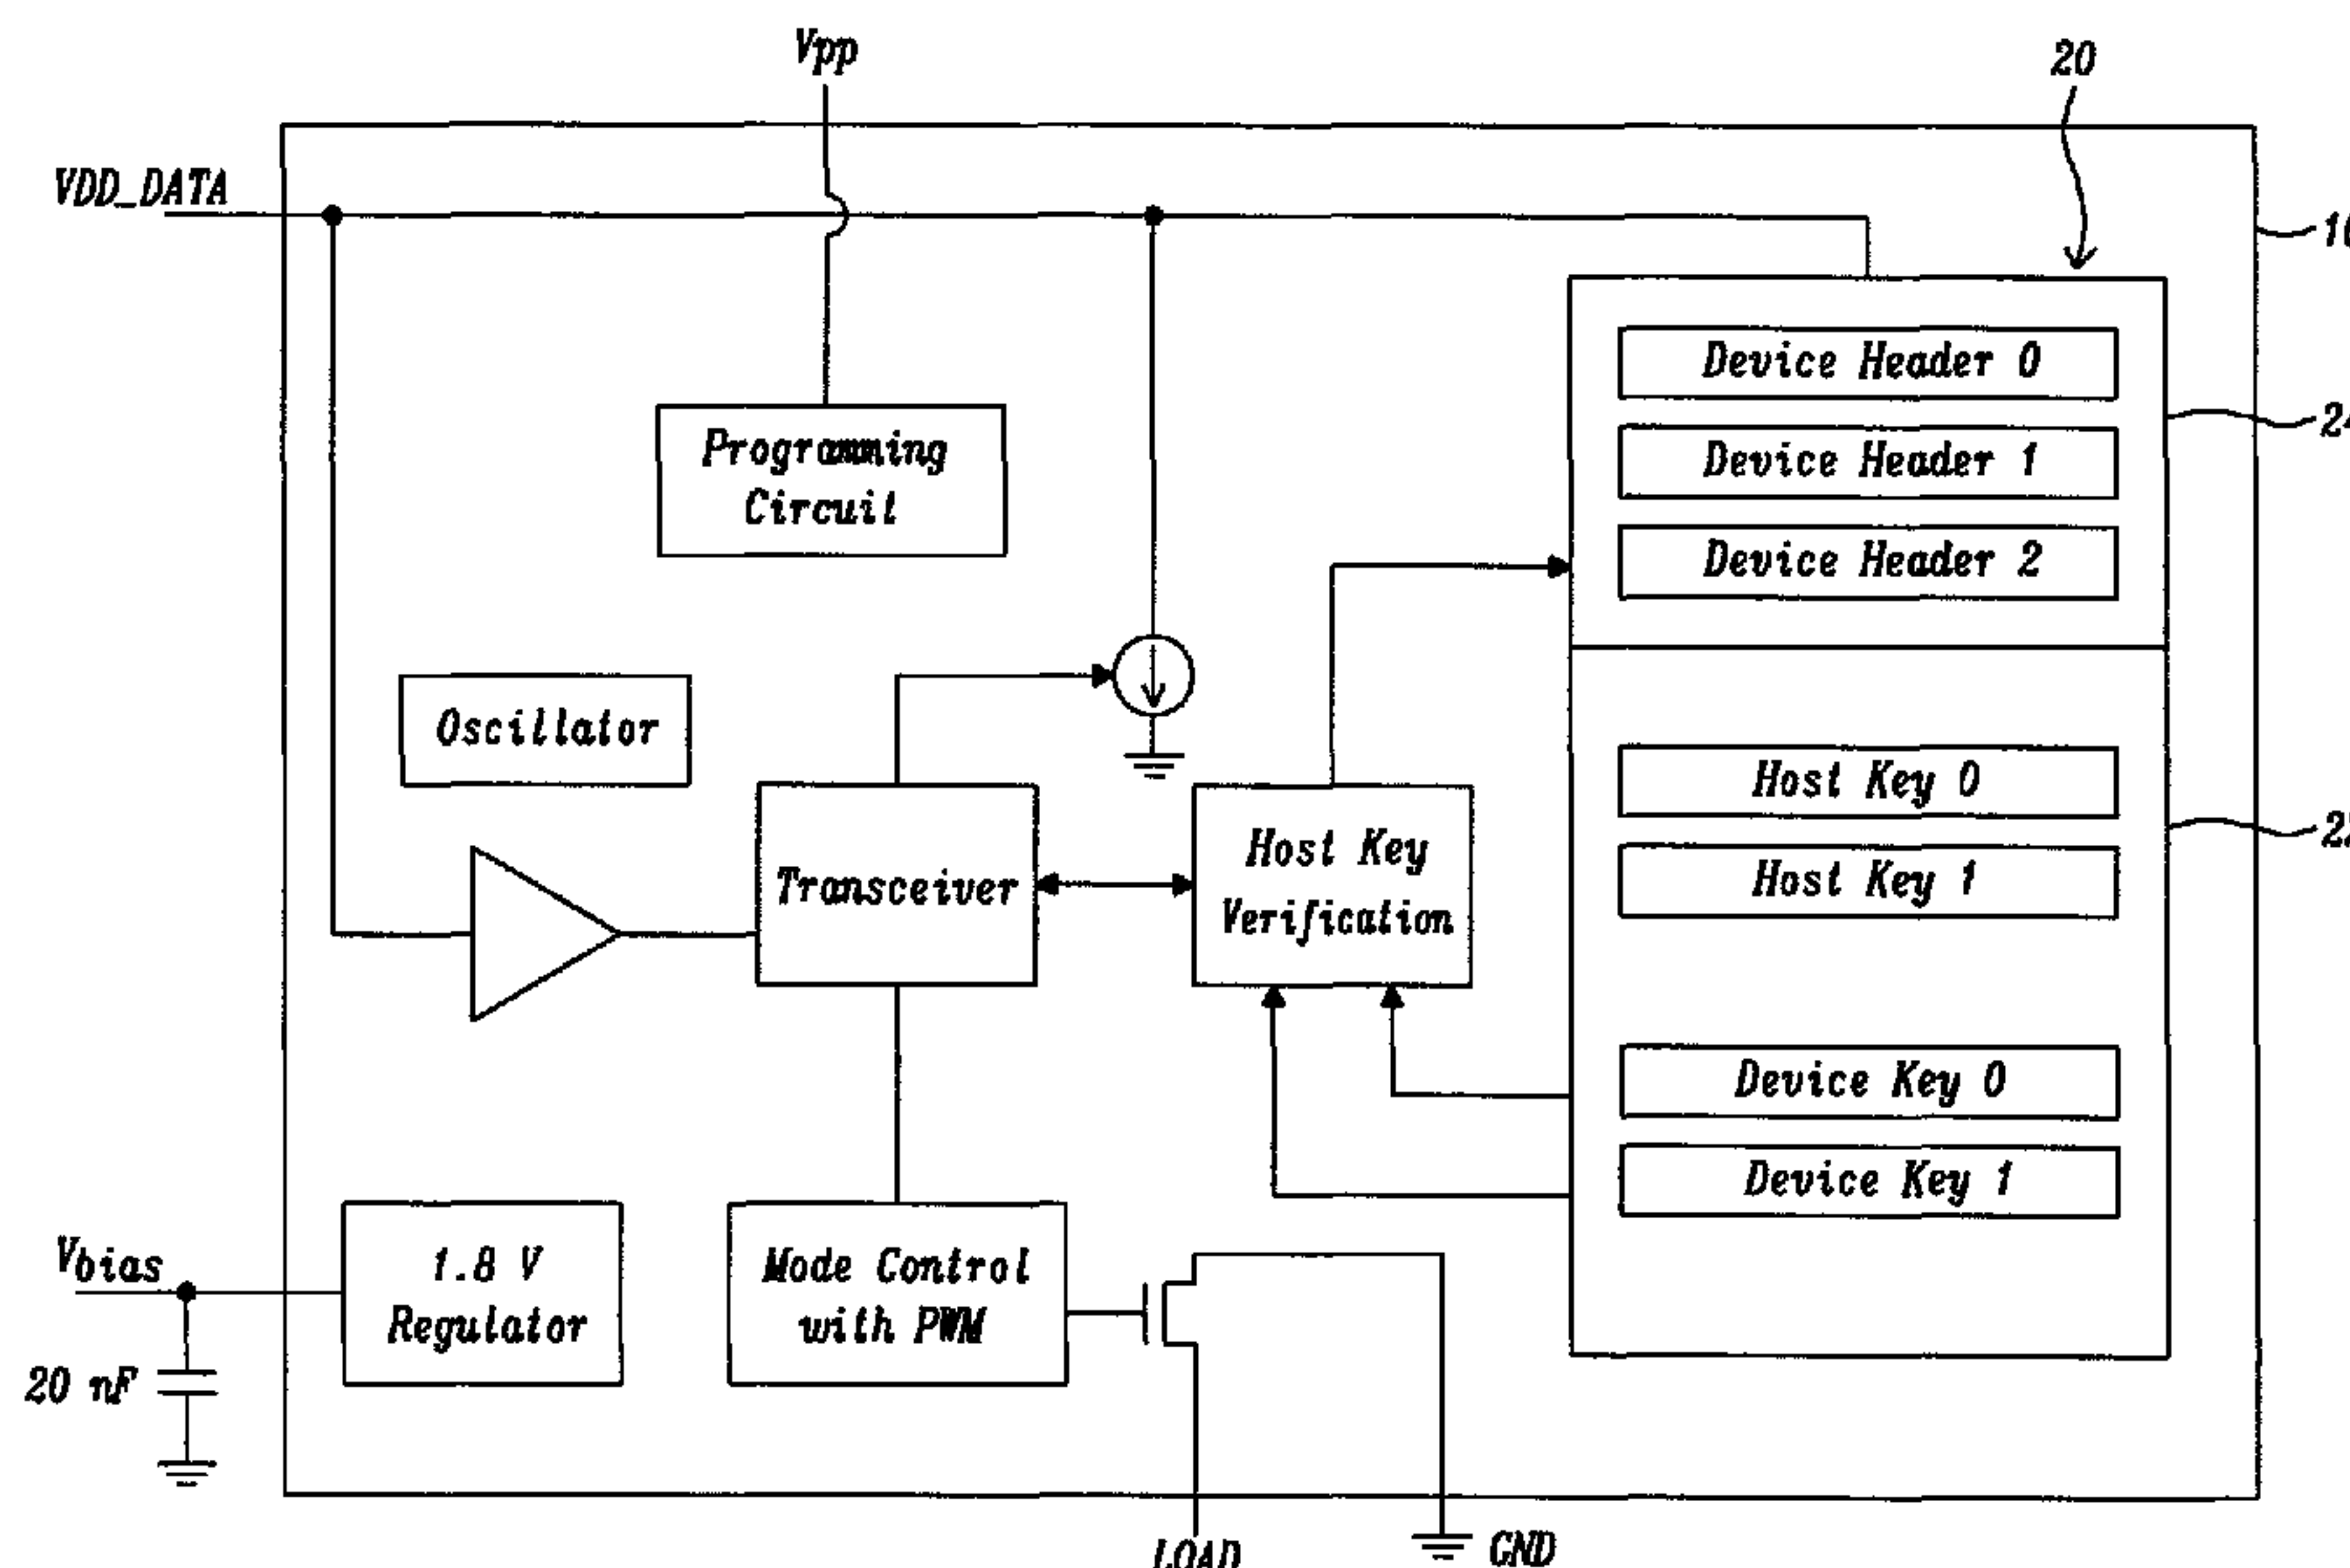 Vpp
20
VDD_DATA
Device Header 0
Device Header 1
Programming
Circuit
Device Header 2
Oscillator
Host Key 0
Transceiver
Host Key
Verification
Host Key 1
Device Key 0
Device Key 1
Vbias
1.8 V
Regulator
Mode Control
with PWM
20 nF
LOAD
GND